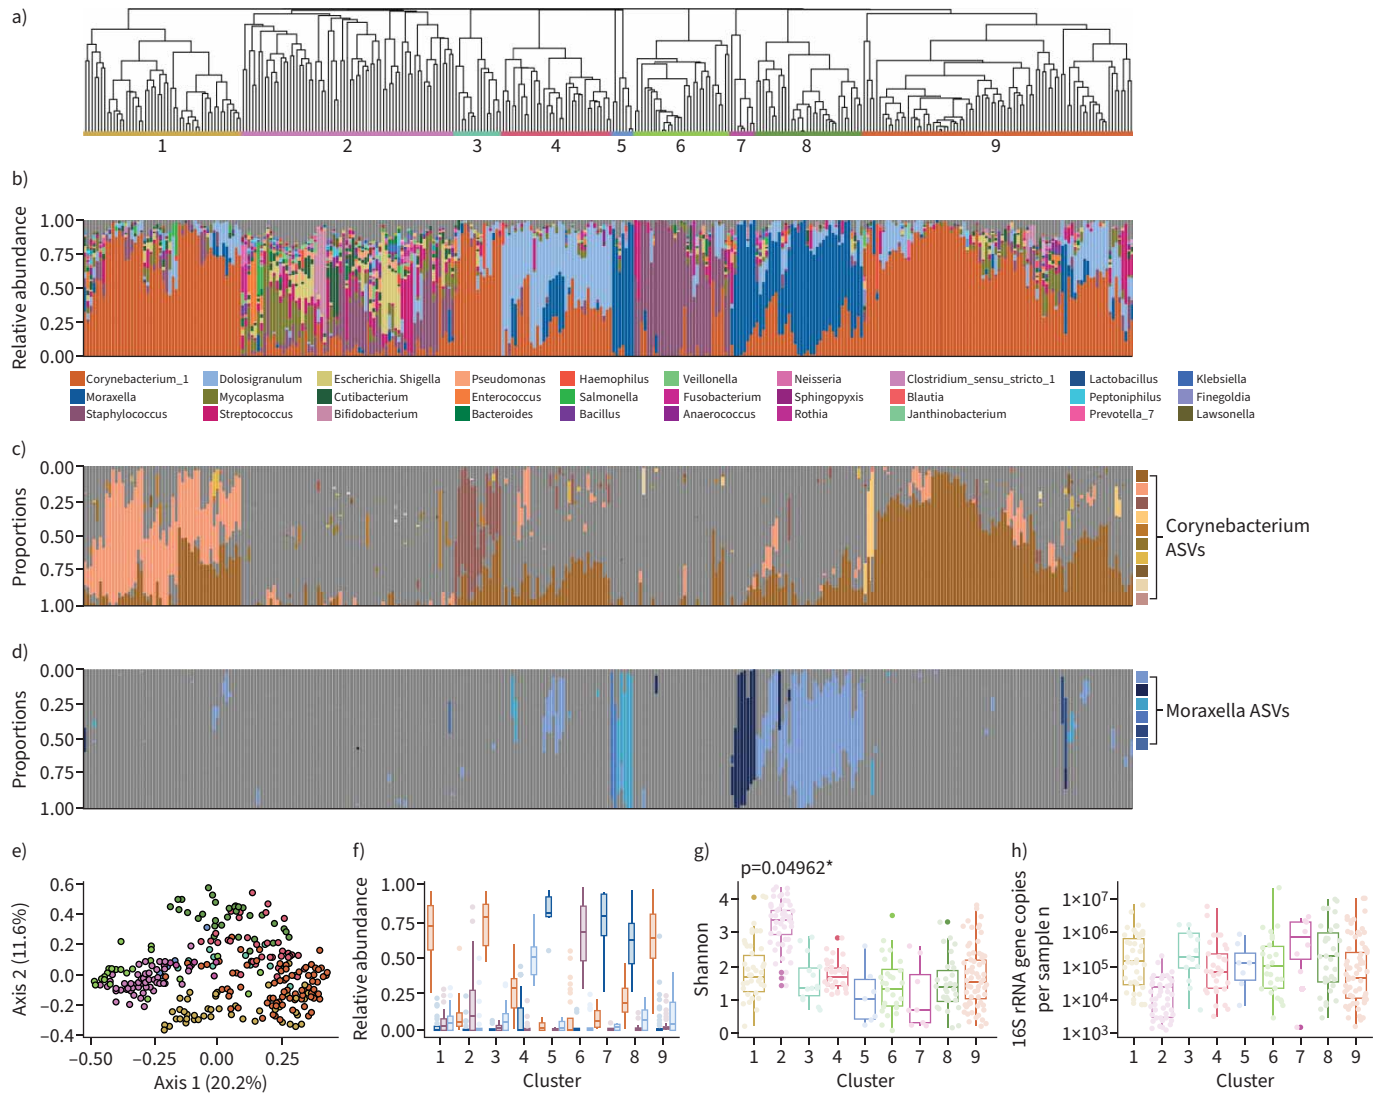 a)
1 2 3 4 5 6 7 8 9
b)
Relative abundance
1.00
0.75
0.50
0.25
0.00
Corynebacterium_1 Dolosigranulum Escherichia. Shigella Pseudomonas Haemophilus Veillonella Neisseria Clostridium_sensu_stricto_1 Lactobacillus Klebsiella
Moraxella Mycoplasma Cutibacterium Enterococcus Salmonella Fusobacterium Sphingopyxis Blautia Peptoniphilus Finegoldia
Staphylococcus Streptococcus Bifidobacterium Bacteroides Bacillus Anaerococcus Rothia Janthinobacterium Prevotella_7 Lawsonella
c)
Proportions
0.00
0.25
0.50
0.75
1.00
Corynebacterium
ASVs
d)
Proportions
0.00
0.25
0.50
0.75
1.00
Moraxella ASVs
e)
Axis 2 (11.6%)
0.6
0.4
0.2
0.0
−0.2
−0.4
−0.50 −0.25 0.00 0.25
Axis 1 (20.2%)
f)
Relative abundance
1.00
0.75
0.50
0.25
0.00
1 2 3 4 5 6 7 8 9
Cluster
g)
p=0.04962*
Shannon
4
3
2
1
0
1 2 3 4 5 6 7 8 9
Cluster
h)
16S rRNA gene copies
per sample n
1×10⁷
1×10⁶
1×10⁵
1×10⁴
1×10³
1 2 3 4 5 6 7 8 9
Cluster